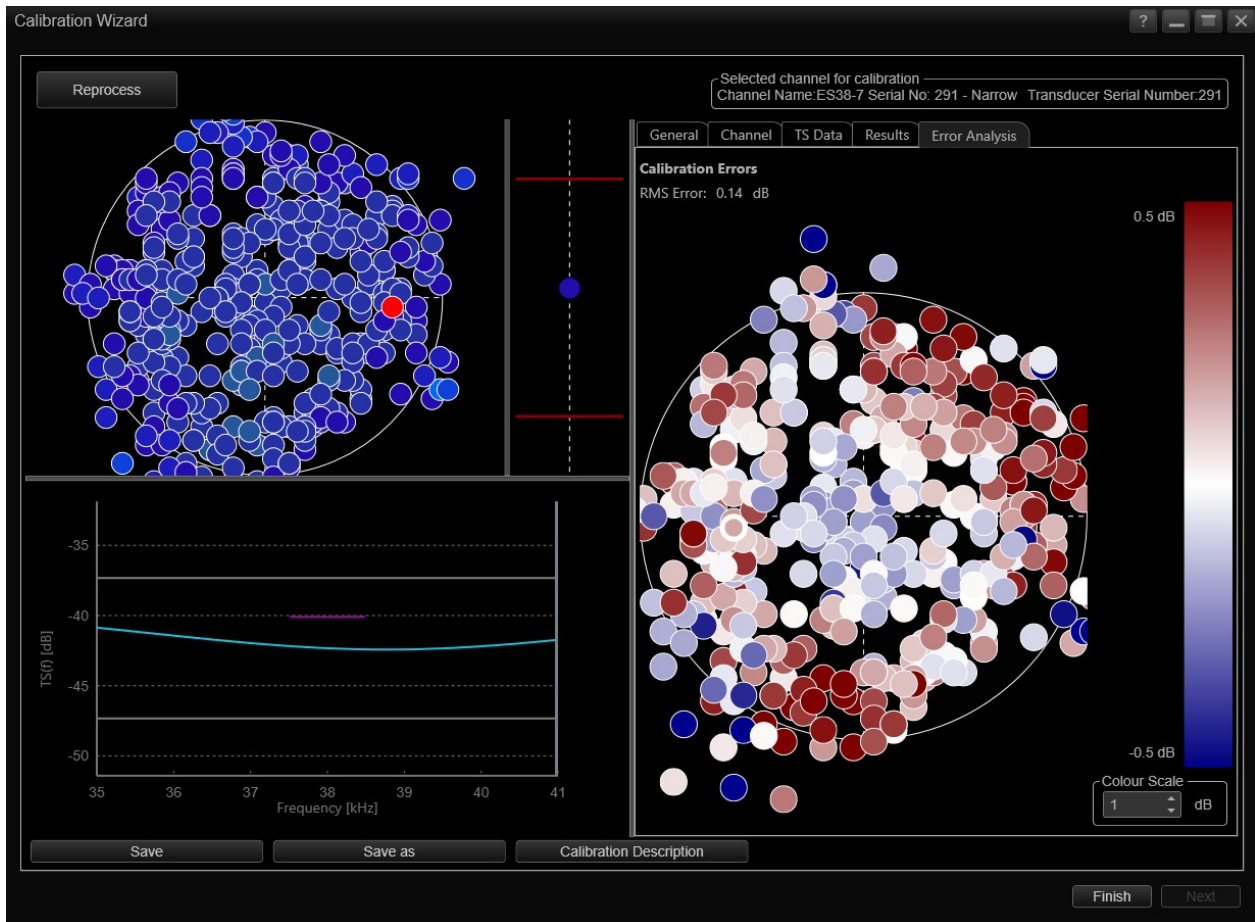 Calibration Wizard
?
Reprocess
Selected channel for calibration
Channel Name:ES38-7 Serial No: 291 - Narrow Transducer Serial Number:291
General Channel TS Data Results Error Analysis
Calibration Errors
RMS Error: 0.14 dB
0.5 dB
-0.5 dB
Colour Scale
1 dB
-35
-40
-45
-50
TS(f) [dB]
35 36 37 38 39 40 41
Frequency [kHz]
Save Save as Calibration Description
Finish Next